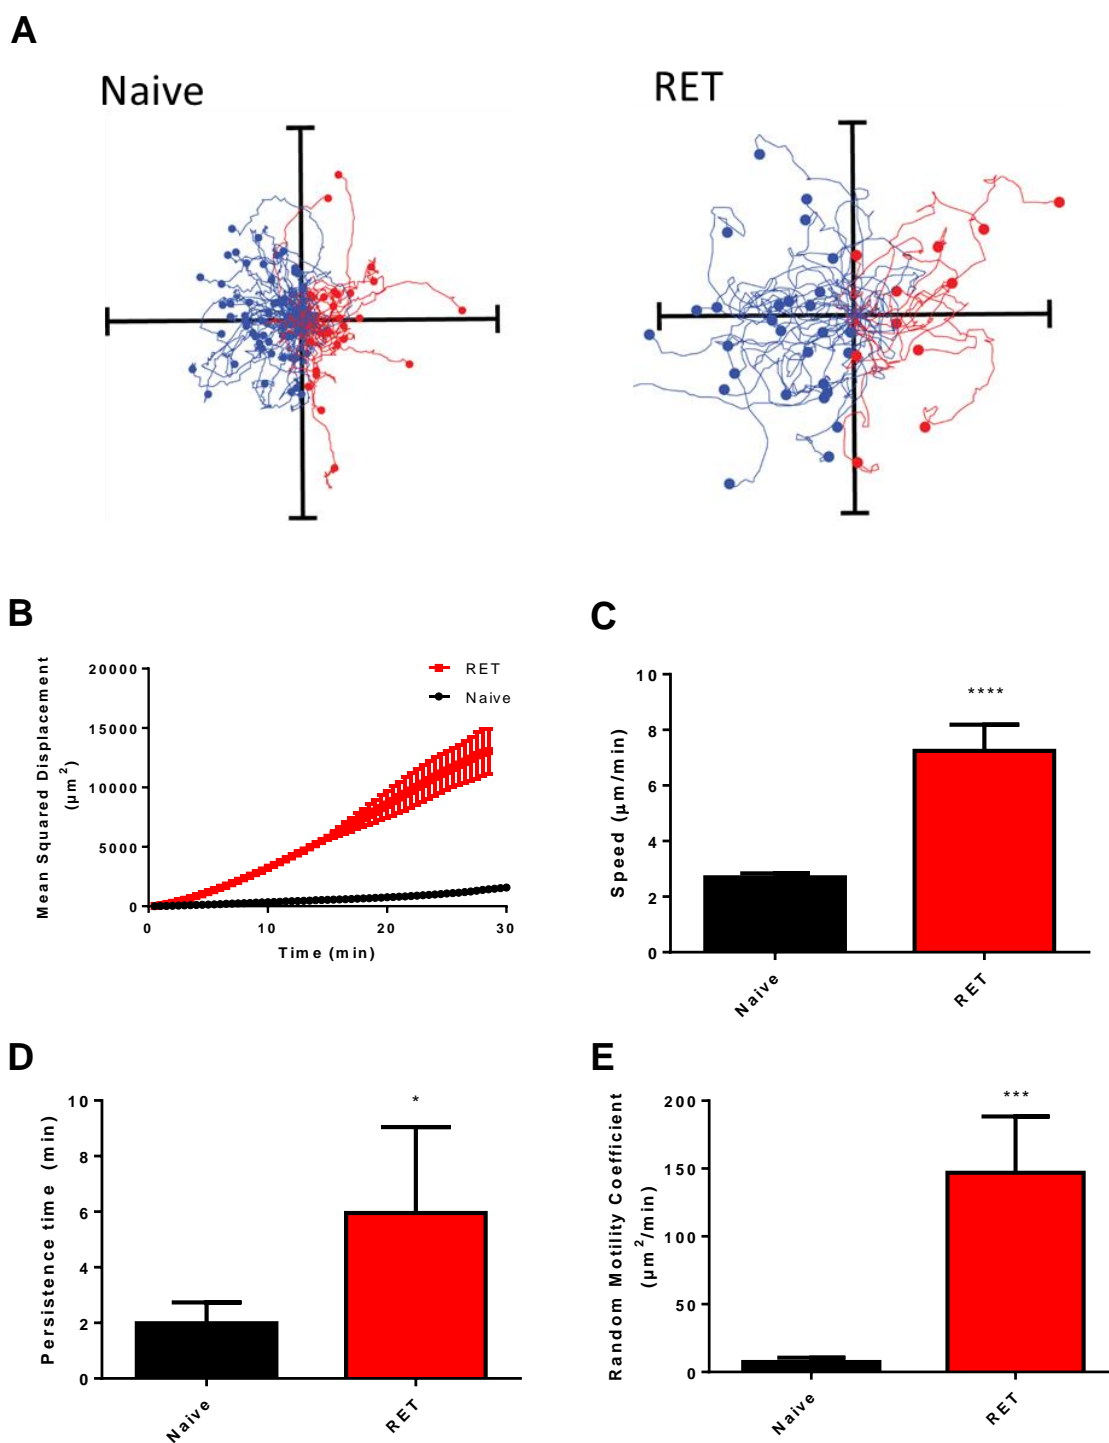 A
Naive
RET
B
Mean Squared Displacement
(µm²)
20000
15000
10000
5000
0
0
10
20
30
Time (min)
RET
Naive
C
Speed (µm/min)
10
8
6
4
2
0
****
Naive
RET
D
Persistence time (min)
10
8
6
4
2
0
*
Naive
RET
E
Random Motility Coefficient
(µm²/min)
200
150
100
50
0
***
Naive
RET